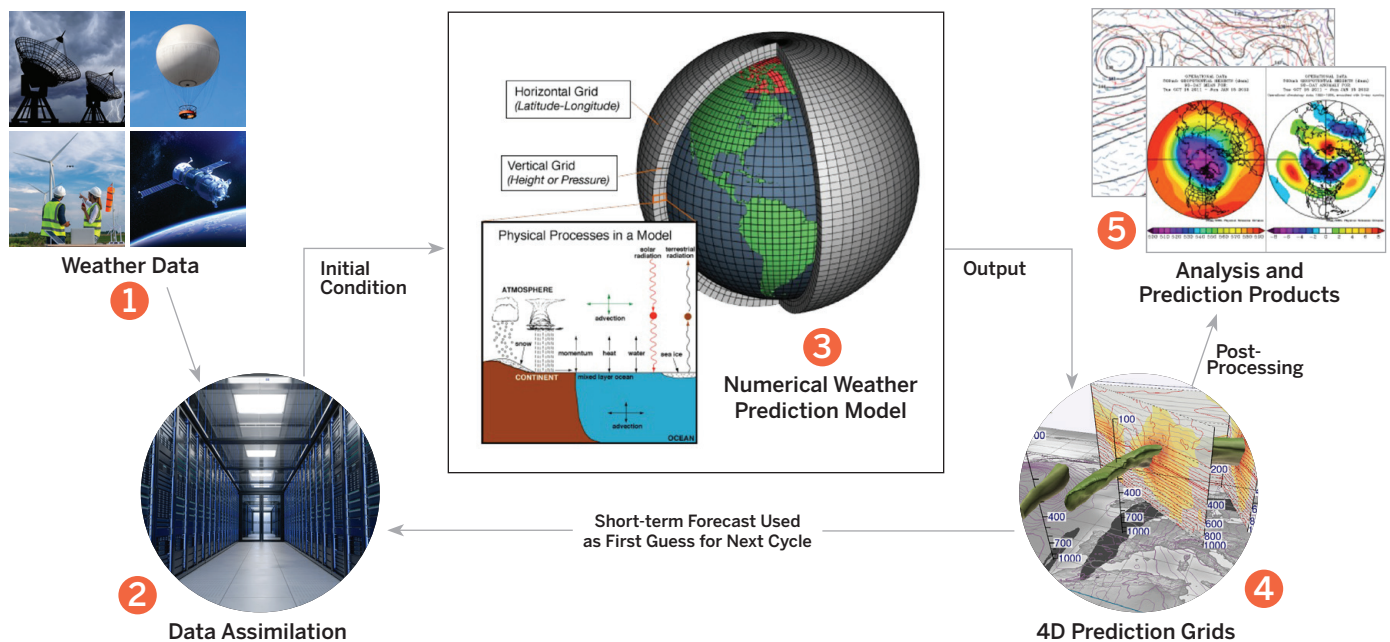 Weather Data
1
Initial
Condition
Horizontal Grid
(Latitude-Longitude)
Vertical Grid
(Height or Pressure)
Physical Processes in a Model
solar
radiation
terrestrial
radiation
ATMOSPHERE
advection
snow
momentum
heat
water
sea ice
CONTINENT
mixed layer ocean
advection
OCEAN
3
Numerical Weather
Prediction Model
Output
5
Analysis and
Prediction Products
Post-
Processing
2
Data Assimilation
Short-term Forecast Used
as First Guess for Next Cycle
100
200
400
400
400
600
700
700
800
1000
1000
1000
4
4D Prediction Grids